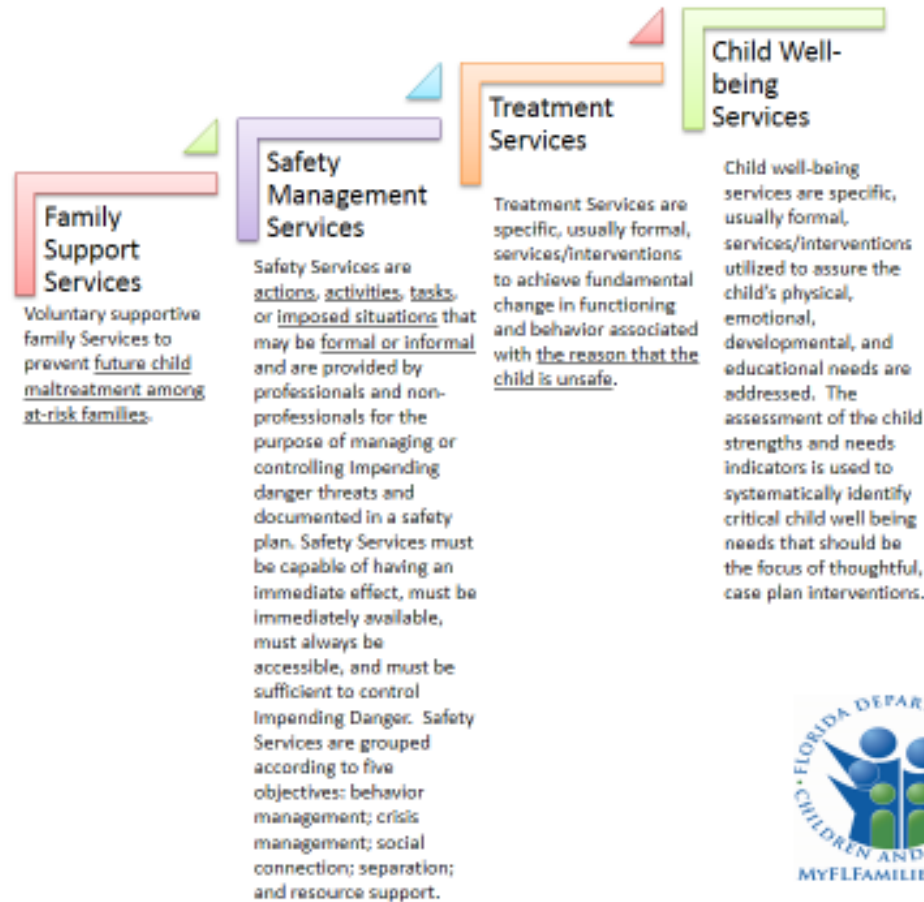 Family
Support
Services
Voluntary supportive
family Services to
prevent future child
maltreatment among
at-risk families.
Safety
Management
Services
Safety Services are
actions, activities, tasks,
or imposed situations that
may be formal or informal
and are provided by
professionals and non-
professionals for the
purpose of managing or
controlling Impending
danger threats and
documented in a safety
plan. Safety Services must
be capable of having an
immediate effect, must be
immediately available,
must always be
accessible, and must be
sufficient to control
Impending Danger. Safety
Services are grouped
according to five
objectives: behavior
management; crisis
management; social
connection; separation;
and resource support.
Treatment
Services
Treatment Services are
specific, usually formal,
services/interventions
to achieve fundamental
change in functioning
and behavior associated
with the reason that the
child is unsafe.
Child Well-
being
Services
Child well-being
services are specific,
usually formal,
services/interventions
utilized to assure the
child's physical,
emotional,
developmental, and
educational needs are
addressed. The
assessment of the child
strengths and needs
indicators is used to
systematically identify
critical child well being
needs that should be
the focus of thoughtful,
case plan interventions.
FLORIDA DEPAR
CHILDREN AND
MYFLFAMILIE